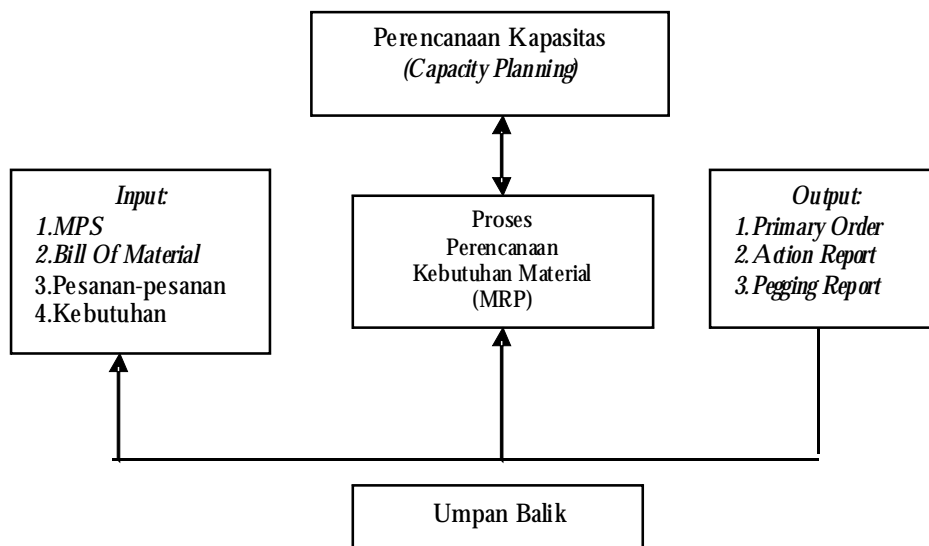 Perencanaan Kapasitas
(Capacity Planning)
Input:
1.MPS
2.Bill Of Material
3.Pesanan-pesanan
4.Kebutuhan
Proses
Perencanaan
Kebutuhan Material
(MRP)
Output:
1.Primary Order
2.Action Report
3.Pegging Report
Umpan Balik